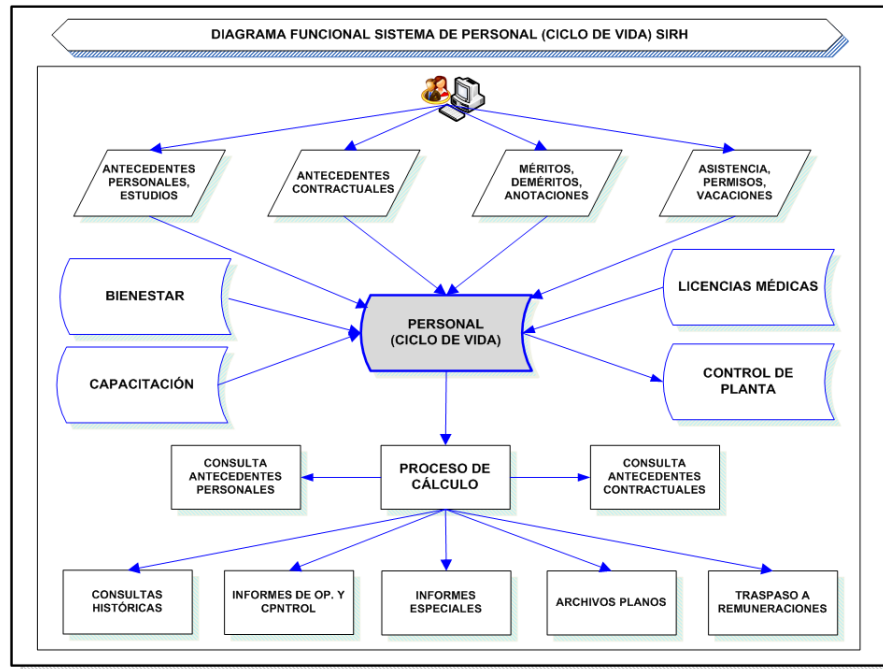 DIAGRAMA FUNCIONAL SISTEMA DE PERSONAL (CICLO DE VIDA) SIRH
ANTECEDENTES
PERSONALES,
ESTUDIOS
ANTECEDENTES
CONTRACTUALES
MÉRITOS,
DEMÉRITOS,
ANOTACIONES
ASISTENCIA,
PERMISOS,
VACACIONES
BIENESTAR
LICENCIAS MÉDICAS
PERSONAL
(CICLO DE VIDA)
CAPACITACIÓN
CONTROL DE
PLANTA
CONSULTA
ANTECEDENTES
PERSONALES
PROCESO DE
CÁLCULO
CONSULTA
ANTECEDENTES
CONTRACTUALES
CONSULTAS
HISTÓRICAS
INFORMES DE OP. Y
CPNTROL
INFORMES
ESPECIALES
ARCHIVOS PLANOS
TRASPASO A
REMUNERACIONES